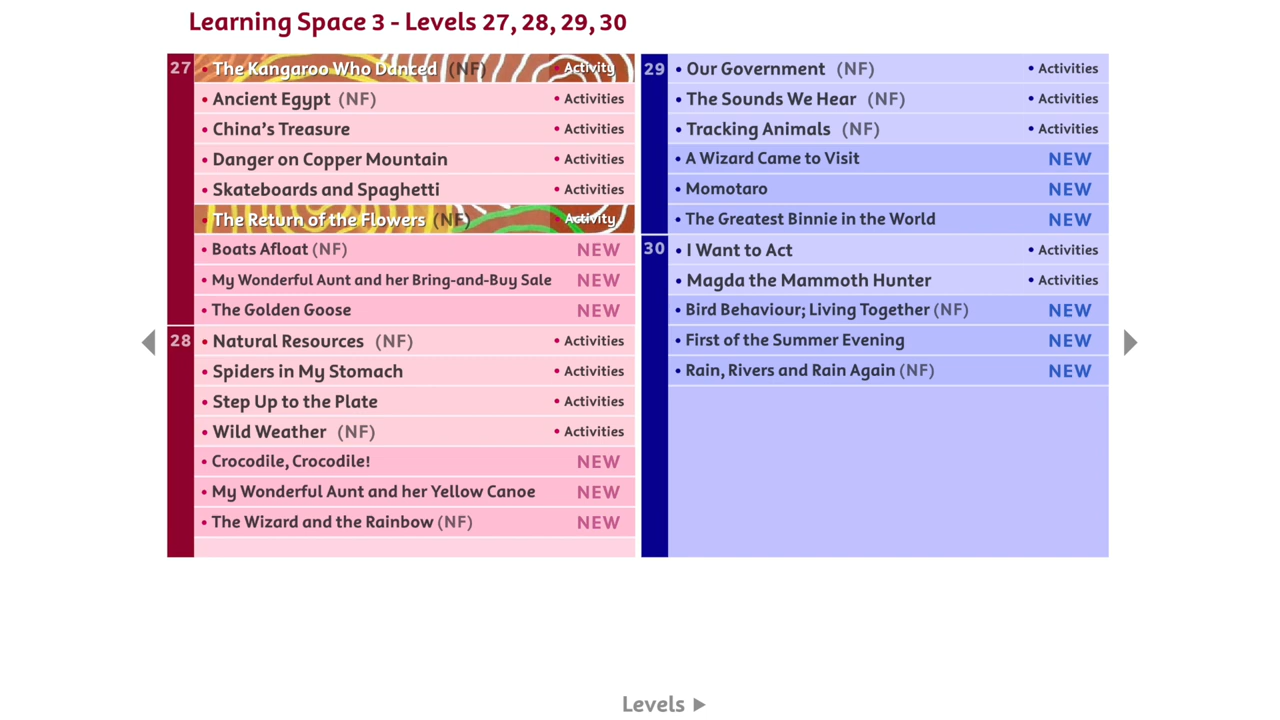 Learning Space 3 - Levels 27, 28, 29, 30
27 • The Kangaroo Who Danced (NF) • Activity
• Ancient Egypt (NF) • Activities
• China's Treasure • Activities
• Danger on Copper Mountain • Activities
• Skateboards and Spaghetti • Activities
• The Return of the Flowers (NF) • Activity
• Boats Afloat (NF) NEW
• My Wonderful Aunt and her Bring-and-Buy Sale NEW
• The Golden Goose NEW
28 • Natural Resources (NF) • Activities
• Spiders in My Stomach • Activities
• Step Up to the Plate • Activities
• Wild Weather (NF) • Activities
• Crocodile, Crocodile! NEW
• My Wonderful Aunt and her Yellow Canoe NEW
• The Wizard and the Rainbow (NF) NEW
29 • Our Government (NF) • Activities
• The Sounds We Hear (NF) • Activities
• Tracking Animals (NF) • Activities
• A Wizard Came to Visit NEW
• Momotaro NEW
• The Greatest Binnie in the World NEW
30 • I Want to Act • Activities
• Magda the Mammoth Hunter • Activities
• Bird Behaviour; Living Together (NF) NEW
• First of the Summer Evening NEW
• Rain, Rivers and Rain Again (NF) NEW
Levels ►